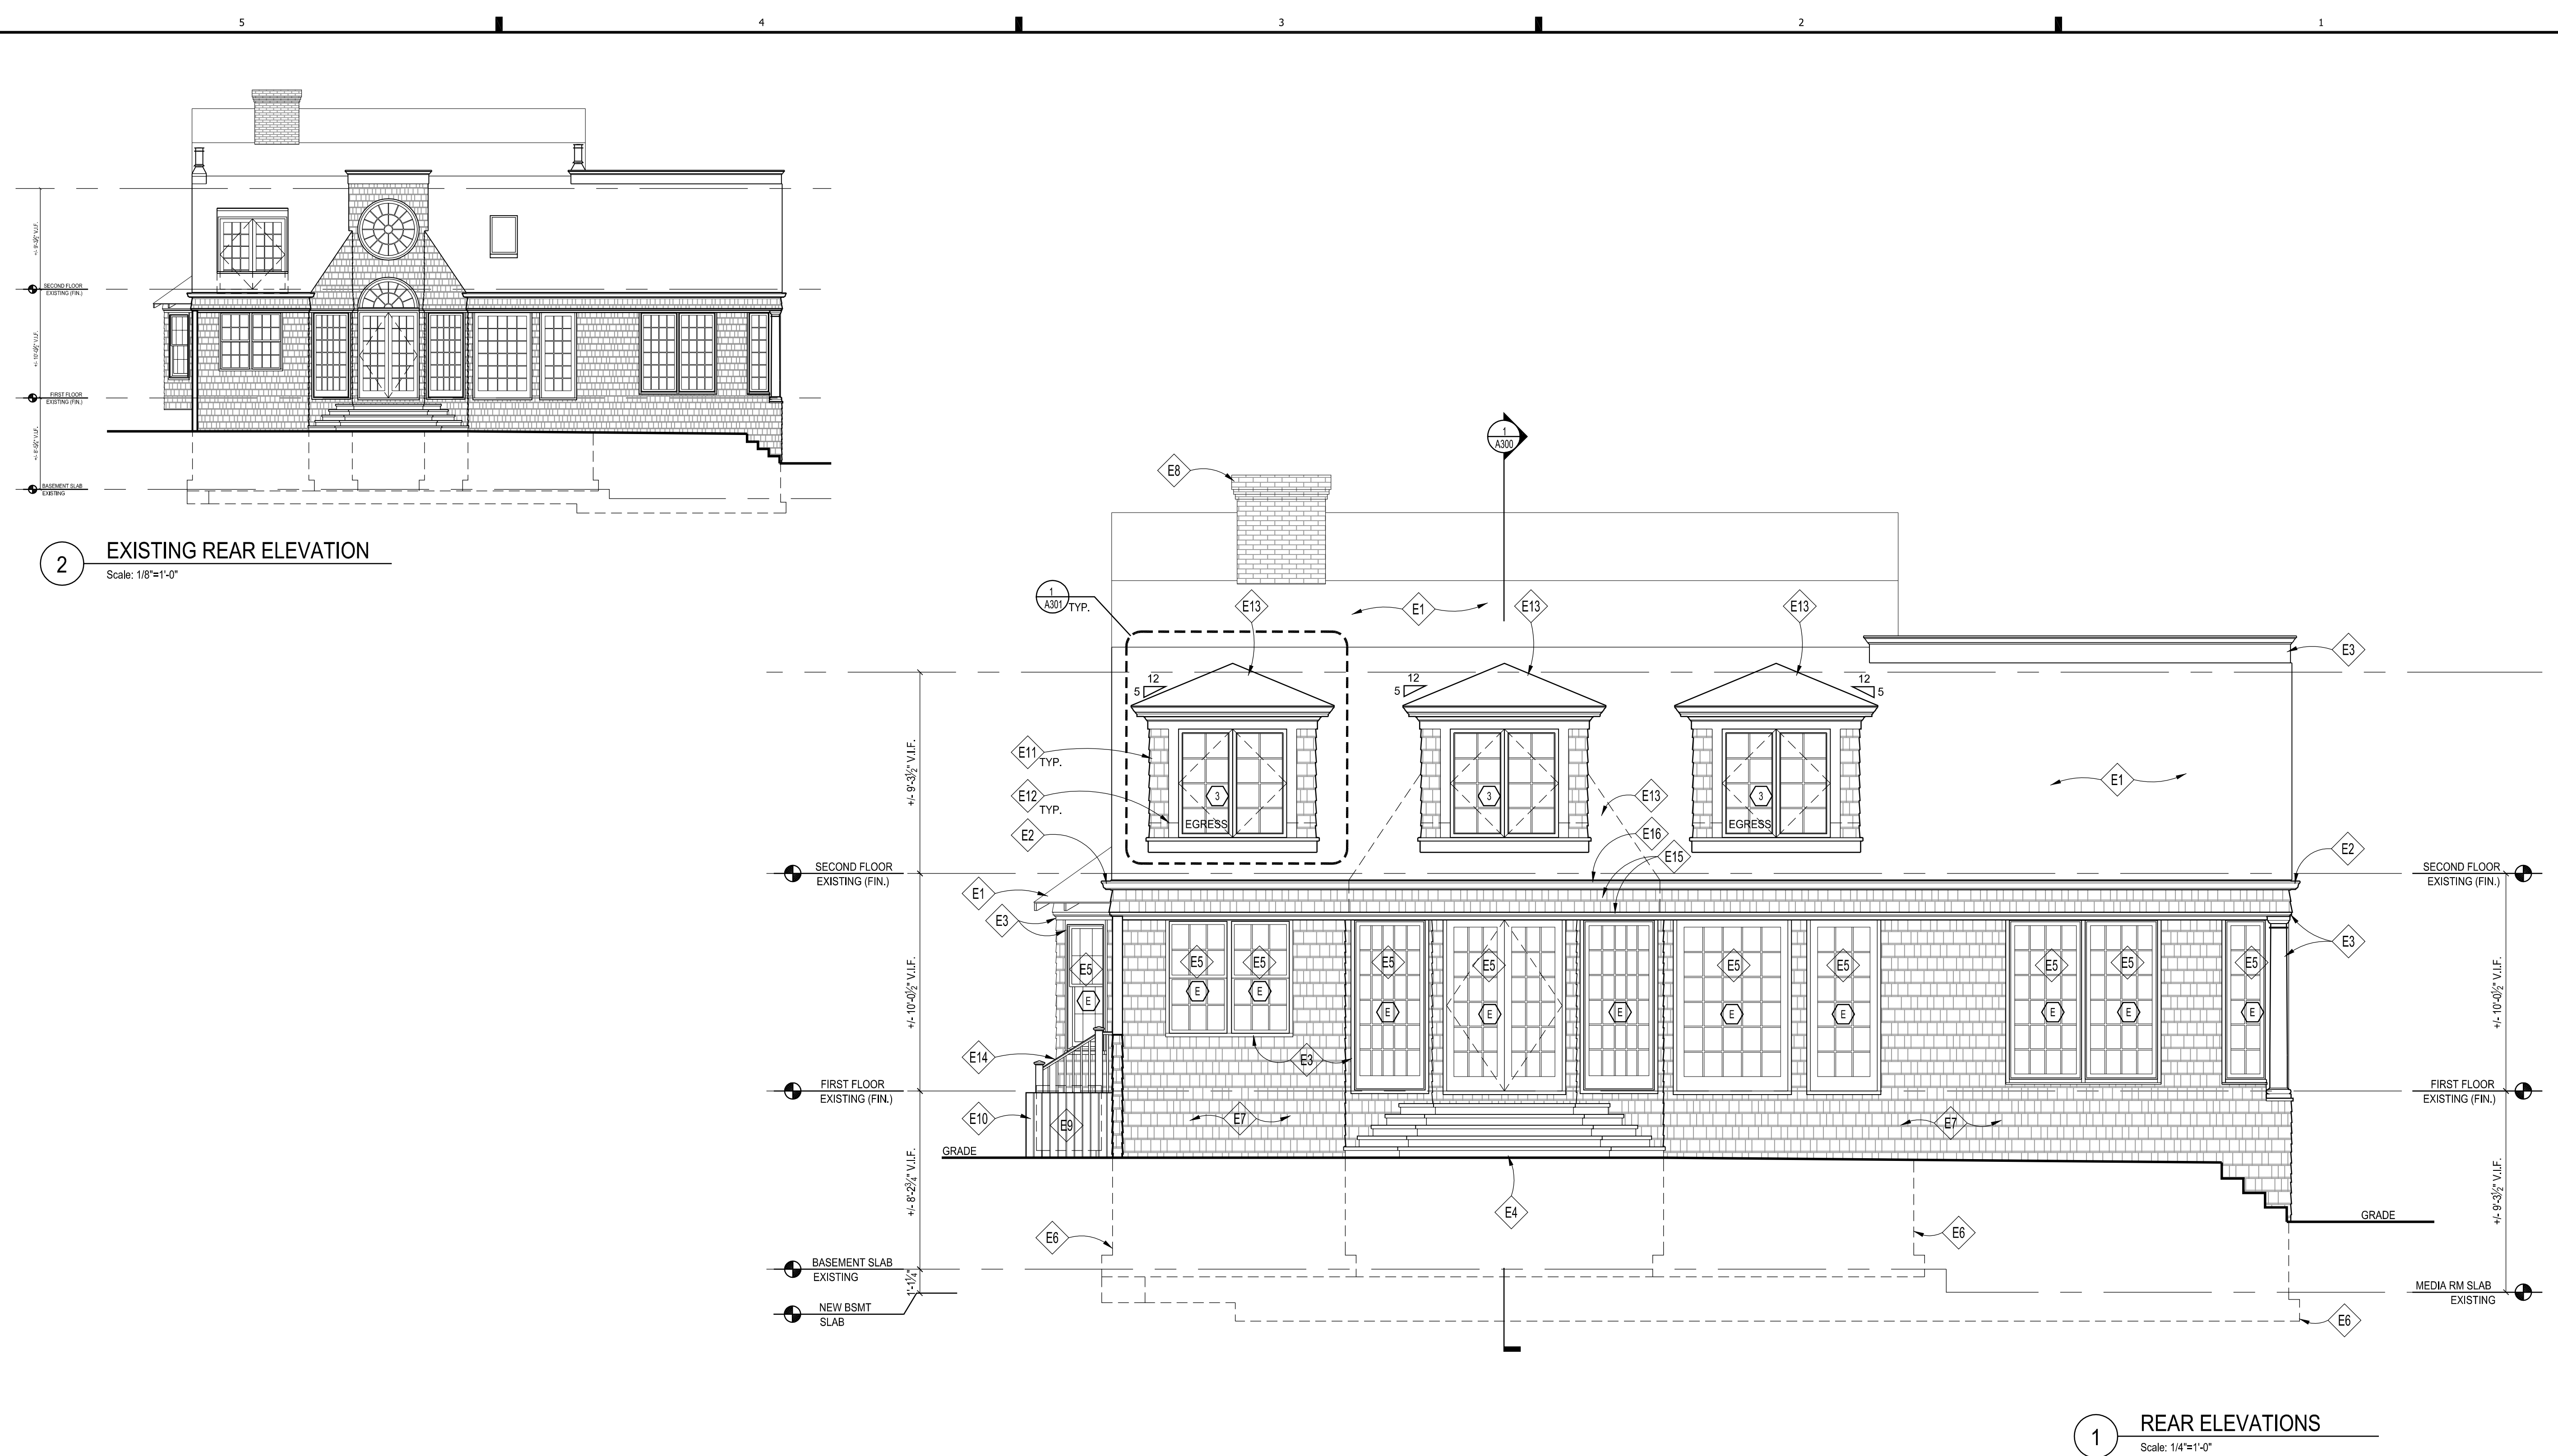 5 4 3 2 1
+/- 10'-0½" V.I.F.
SECOND FLOOR
EXISTING (FIN.)
FIRST FLOOR
EXISTING (FIN.)
BASEMENT SLAB
EXISTING
2
EXISTING REAR ELEVATION
Scale: 1/8"=1'-0"
1
A300
E8
1
A301
TYP.
E13
E1
E13
E13
E3
12
5
12
5
12
5
E11
TYP.
E12
TYP.
E2
3
EGRESS
3
3
EGRESS
E13
E16
E15
E1
E2
+/- 9'-3½" V.I.F.
SECOND FLOOR
EXISTING (FIN.)
SECOND FLOOR
EXISTING (FIN.)
E1
E3
E3
E5
E5
E5
E5
E5
E5
E5
E5
E5
E5
E
E
E
E
E
E
E
E
E
E
E
+/- 10'-0½" V.I.F.
+/- 10'-0½" V.I.F.
E14
E3
FIRST FLOOR
EXISTING (FIN.)
FIRST FLOOR
EXISTING (FIN.)
E10
E9
E7
E7
GRADE
+/- 8'-2¾" V.I.F.
E4
GRADE
+/- 9'-3½" V.I.F.
E6
E6
BASEMENT SLAB
EXISTING
1'-1¼"
NEW BSMT
SLAB
MEDIA RM SLAB
EXISTING
E6
1
REAR ELEVATIONS
Scale: 1/4"=1'-0"